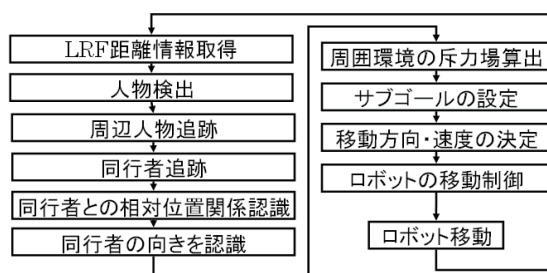 LRF距離情報取得
人物検出
周辺人物追跡
同行者追跡
同行者との相対位置関係認識
同行者の向きを認識
周囲環境の斥力場算出
サブゴールの設定
移動方向・速度の決定
ロボットの移動制御
ロボット移動